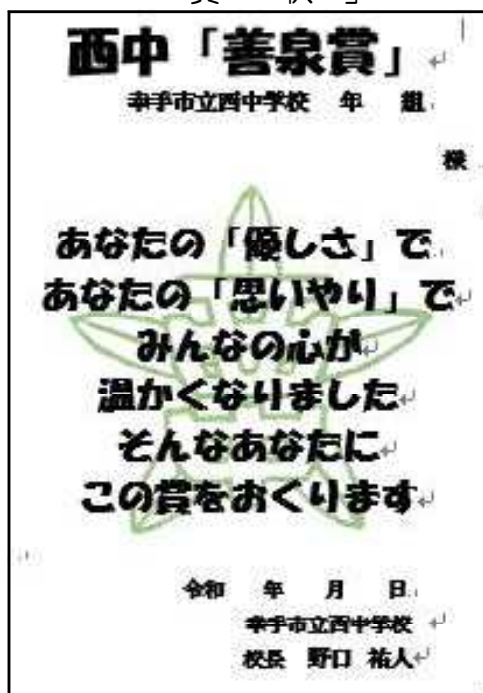 西中「善泉賞」
幸手市立西中学校　年　組
様
あなたの「優しさ」で
あなたの「思いやり」で
みんなの心が
温かくなりました
そんなあなたに
この賞をおくります
令和　年　月　日
幸手市立西中学校
校長　野口　祐人